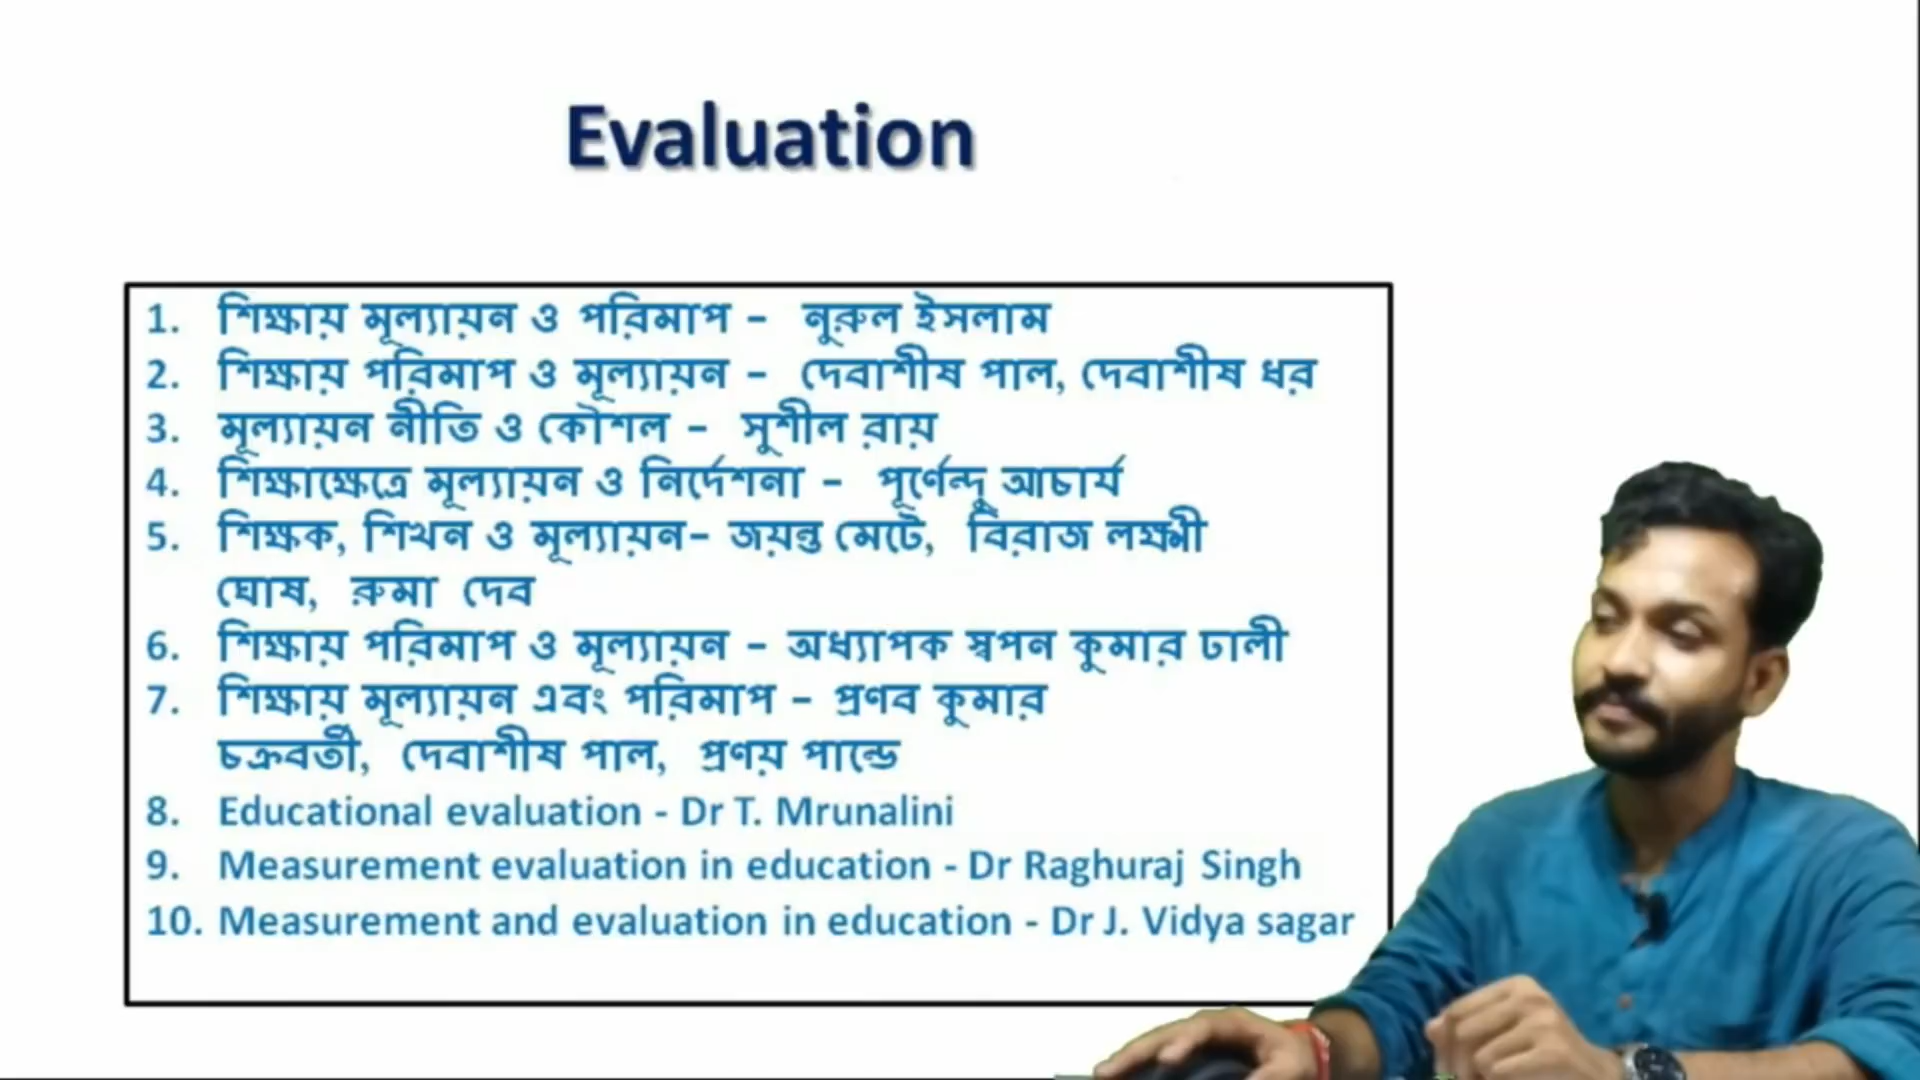 Evaluation
1. শিক্ষায় মূল্যায়ন ও পরিমাপ – নুরুল ইসলাম
2. শিক্ষায় পরিমাপ ও মূল্যায়ন – দেবাশীষ পাল, দেবাশীষ ধর
3. মূল্যায়ন নীতি ও কৌশল – সুশীল রায়
4. শিক্ষাক্ষেত্রে মূল্যায়ন ও নির্দেশনা – পূর্ণেন্দু আচার্য
5. শিক্ষক, শিখন ও মূল্যায়ন– জয়ন্ত মেটে, বিরাজ লক্ষ্মী
ঘোষ, রুমা দেব
6. শিক্ষায় পরিমাপ ও মূল্যায়ন – অধ্যাপক স্বপন কুমার ঢালী
7. শিক্ষায় মূল্যায়ন এবং পরিমাপ – প্রণব কুমার
চক্রবর্তী, দেবাশীষ পাল, প্রণয় পান্ডে
8. Educational evaluation - Dr T. Mrunalini
9. Measurement evaluation in education - Dr Raghuraj Singh
10. Measurement and evaluation in education - Dr J. Vidya sagar